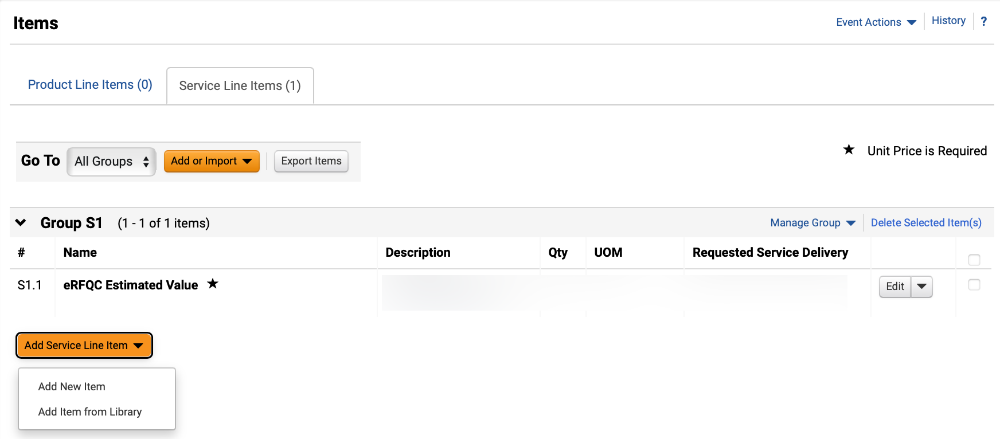 Items
Event Actions History ?
Product Line Items (0) Service Line Items (1)
Go To All Groups Add or Import Export Items
★ Unit Price is Required
Group S1 (1 - 1 of 1 items) Manage Group Delete Selected Item(s)
# Name Description Qty UOM Requested Service Delivery
S1.1 eRFQC Estimated Value ★ Edit
Add Service Line Item
Add New Item
Add Item from Library